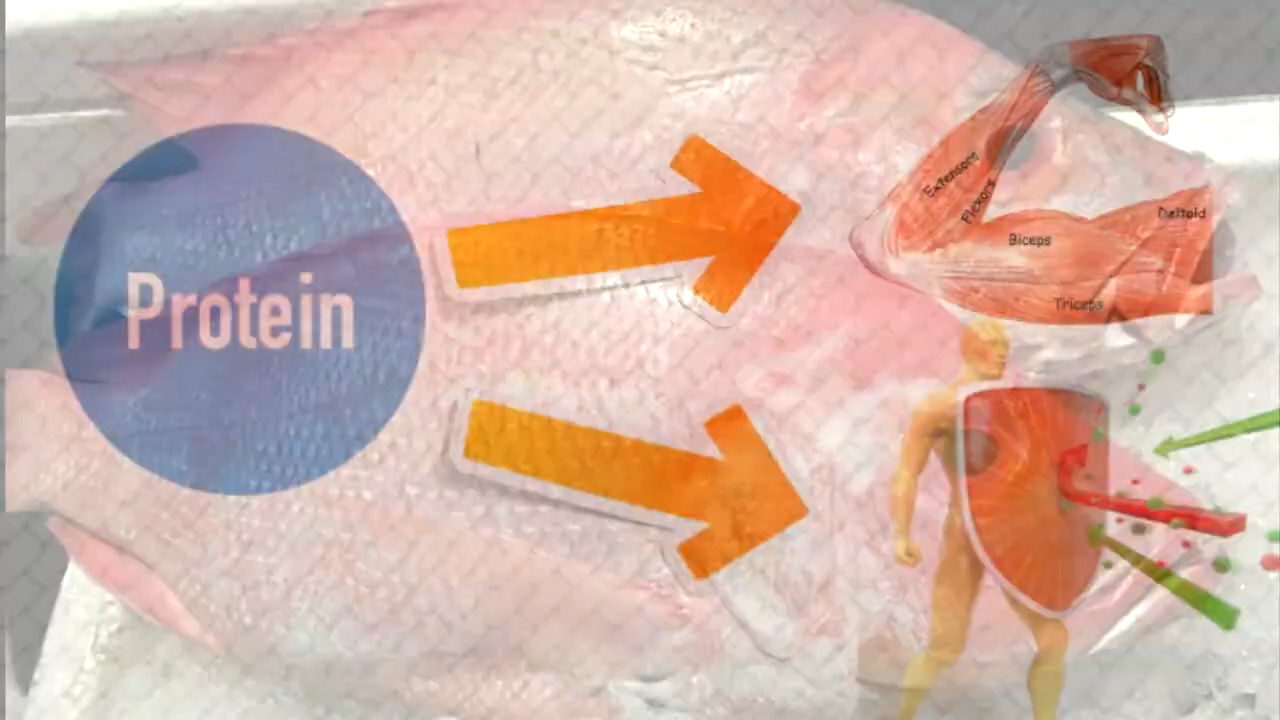 Protein
Extensors
Flexors
Deltoid
Biceps
Triceps